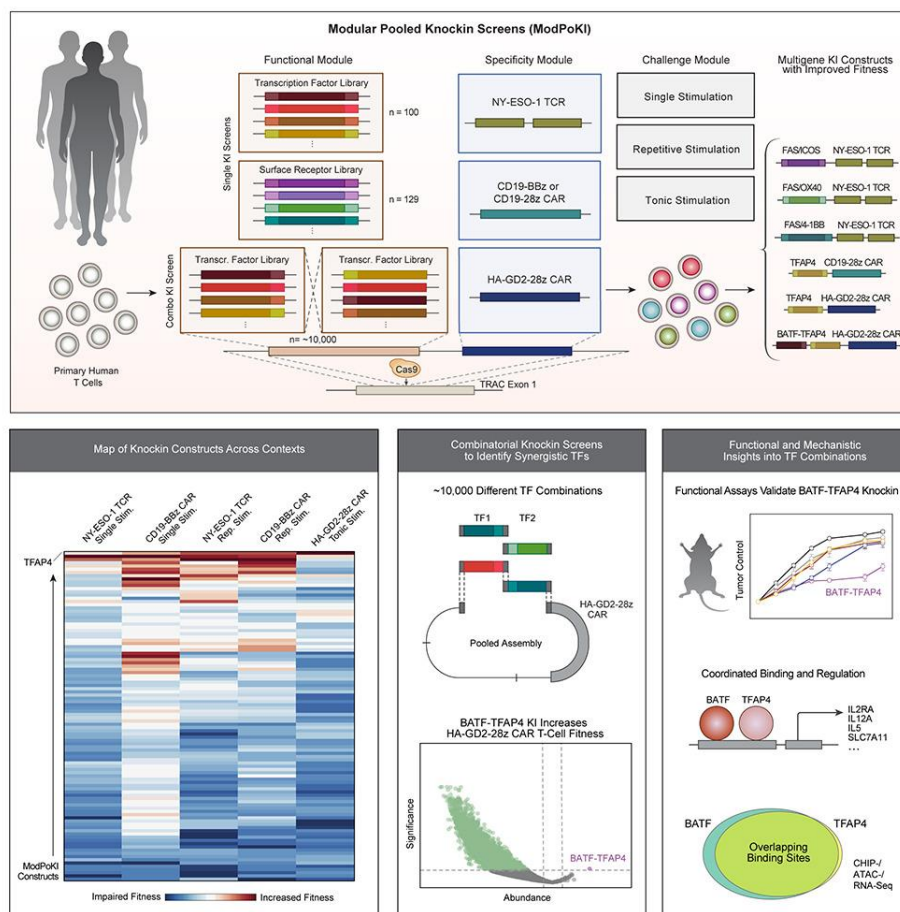 Modular Pooled Knockin Screens (ModPoKI)
Functional Module
Specificity Module
Challenge Module
Multigene KI Constructs
with Improved Fitness
Single KI Screens
Transcription Factor Library
n = 100
Surface Receptor Library
n = 129
Combo KI Screen
Transcr. Factor Library
Transcr. Factor Library
n= ~10,000
NY-ESO-1 TCR
CD19-BBz or
CD19-28z CAR
HA-GD2-28z CAR
Single Stimulation
Repetitive Stimulation
Tonic Stimulation
FAS/ICOS NY-ESO-1 TCR
FAS/OX40 NY-ESO-1 TCR
FAS/4-1BB NY-ESO-1 TCR
TFAP4 CD19-28z CAR
TFAP4 HA-GD2-28z CAR
BATF-TFAP4 HA-GD2-28z CAR
Primary Human
T Cells
Cas9
TRAC Exon 1
Map of Knockin Constructs Across Contexts
NY-ESO-1 TCR
Single Stim.
CD19-BBz CAR
Single Stim.
NY-ESO-1 TCR
Rep. Stim.
CD19-BBz CAR
Rep. Stim.
HA-GD2-28z CAR
Tonic Stim.
TFAP4
ModPoKI
Constructs
Impaired Fitness
Increased Fitness
Combinatorial Knockin Screens
to Identify Synergistic TFs
~10,000 Different TF Combinations
TF1
TF2
HA-GD2-28z
CAR
Pooled Assembly
BATF-TFAP4 KI Increases
HA-GD2-28z CAR T-Cell Fitness
Significance
BATF-TFAP4
Abundance
Functional and Mechanistic
Insights into TF Combinations
Functional Assays Validate BATF-TFAP4 Knockin
Tumor Control
BATF-TFAP4
Coordinated Binding and Regulation
BATF
TFAP4
IL2RA
IL12A
IL5
SLC7A11
...
BATF
TFAP4
Overlapping
Binding Sites
CHIP-/
ATAC-/
RNA-Seq